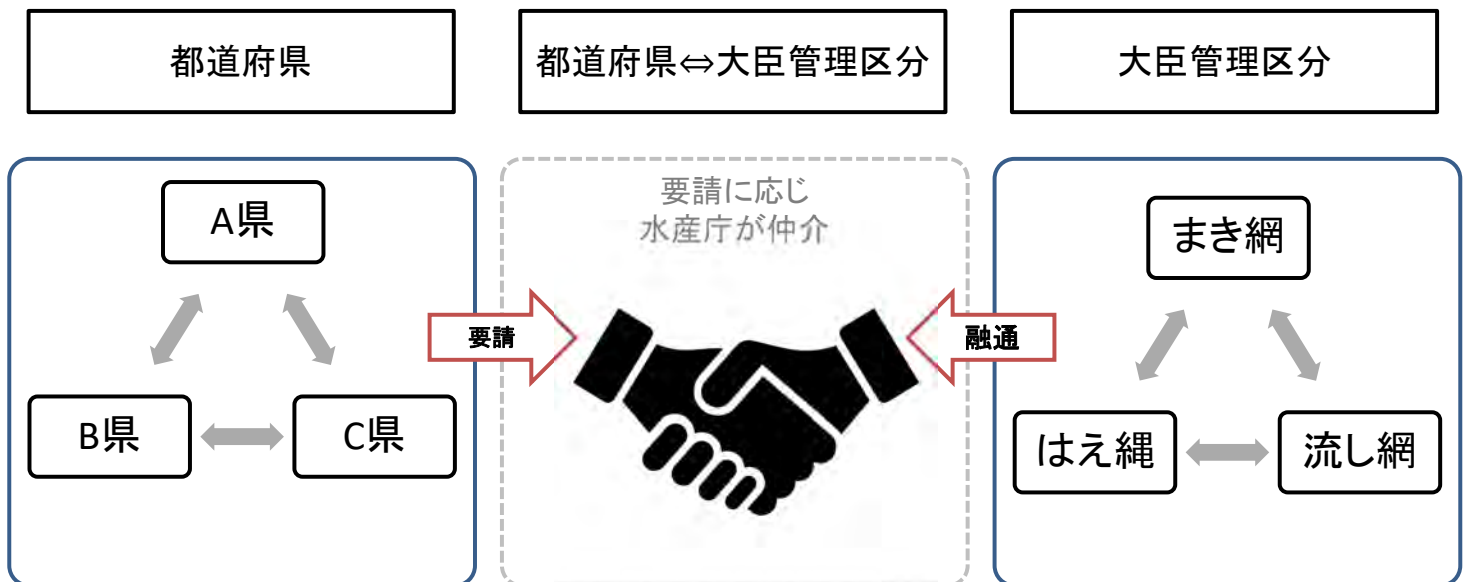 都道府県
都道府県⇔大臣管理区分
大臣管理区分
A県
B県
C県
要請
要請に応じ
水産庁が仲介
融通
まき網
はえ縄
流し網